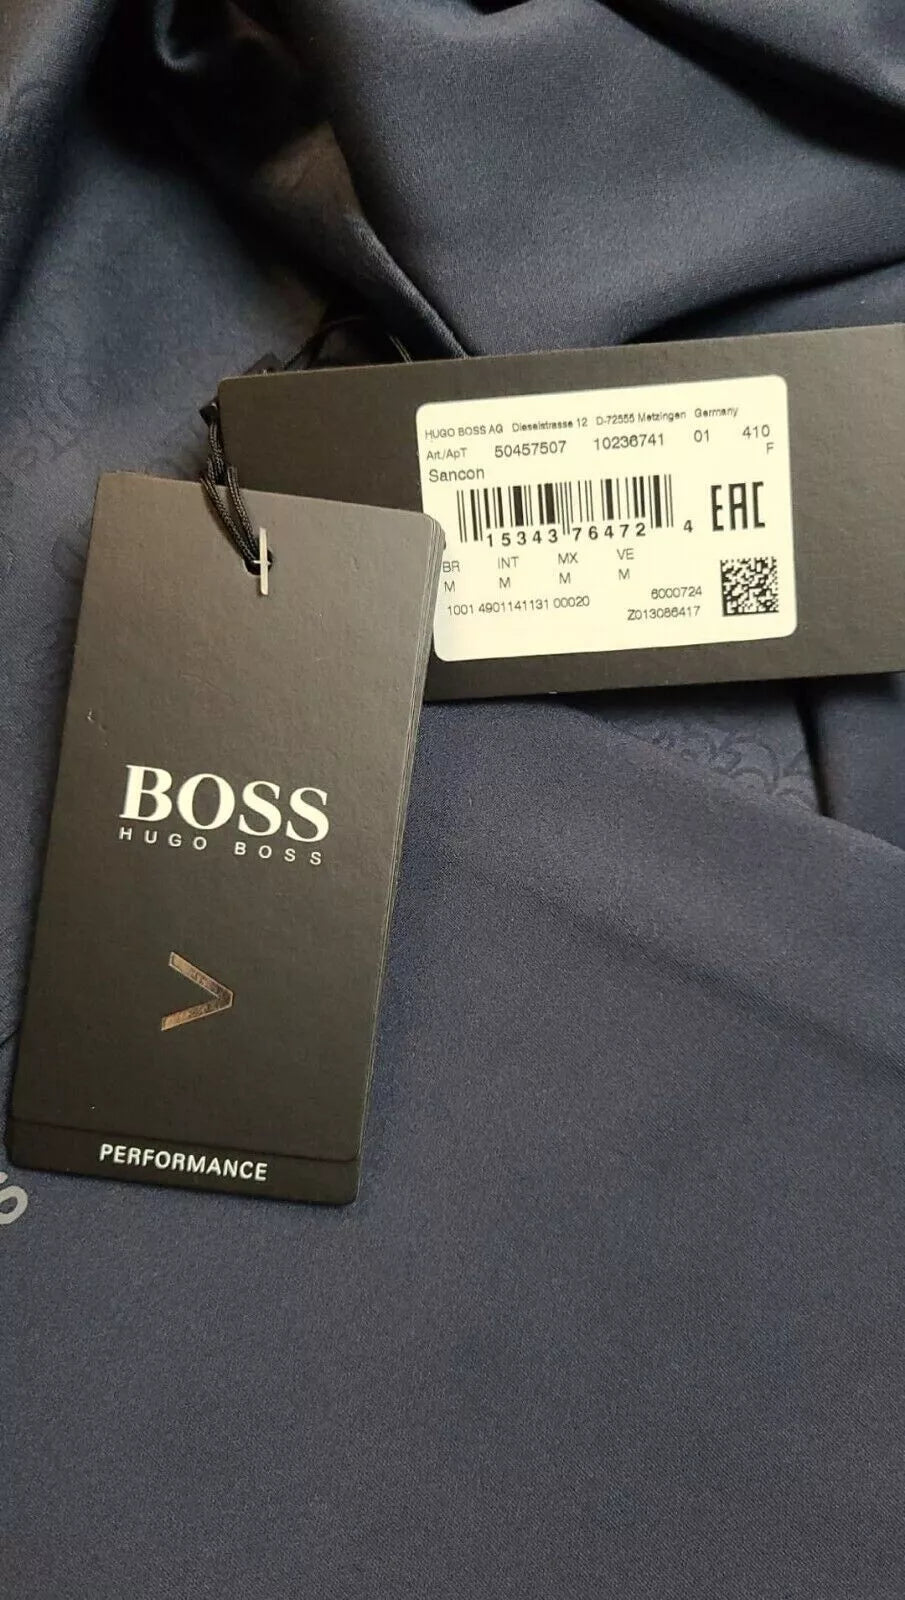 HUGO BOSS AG Dieselstrasse 12 D-72555 Metzingen Germany
Art./ApT 50457507 10236741 01 410
F
Sancon
15343 76472 4
EAC
BR INT MX VE
M M M M
1001 4901141131 00020 6000724
Z013086417
BOSS
HUGO BOSS
PERFORMANCE